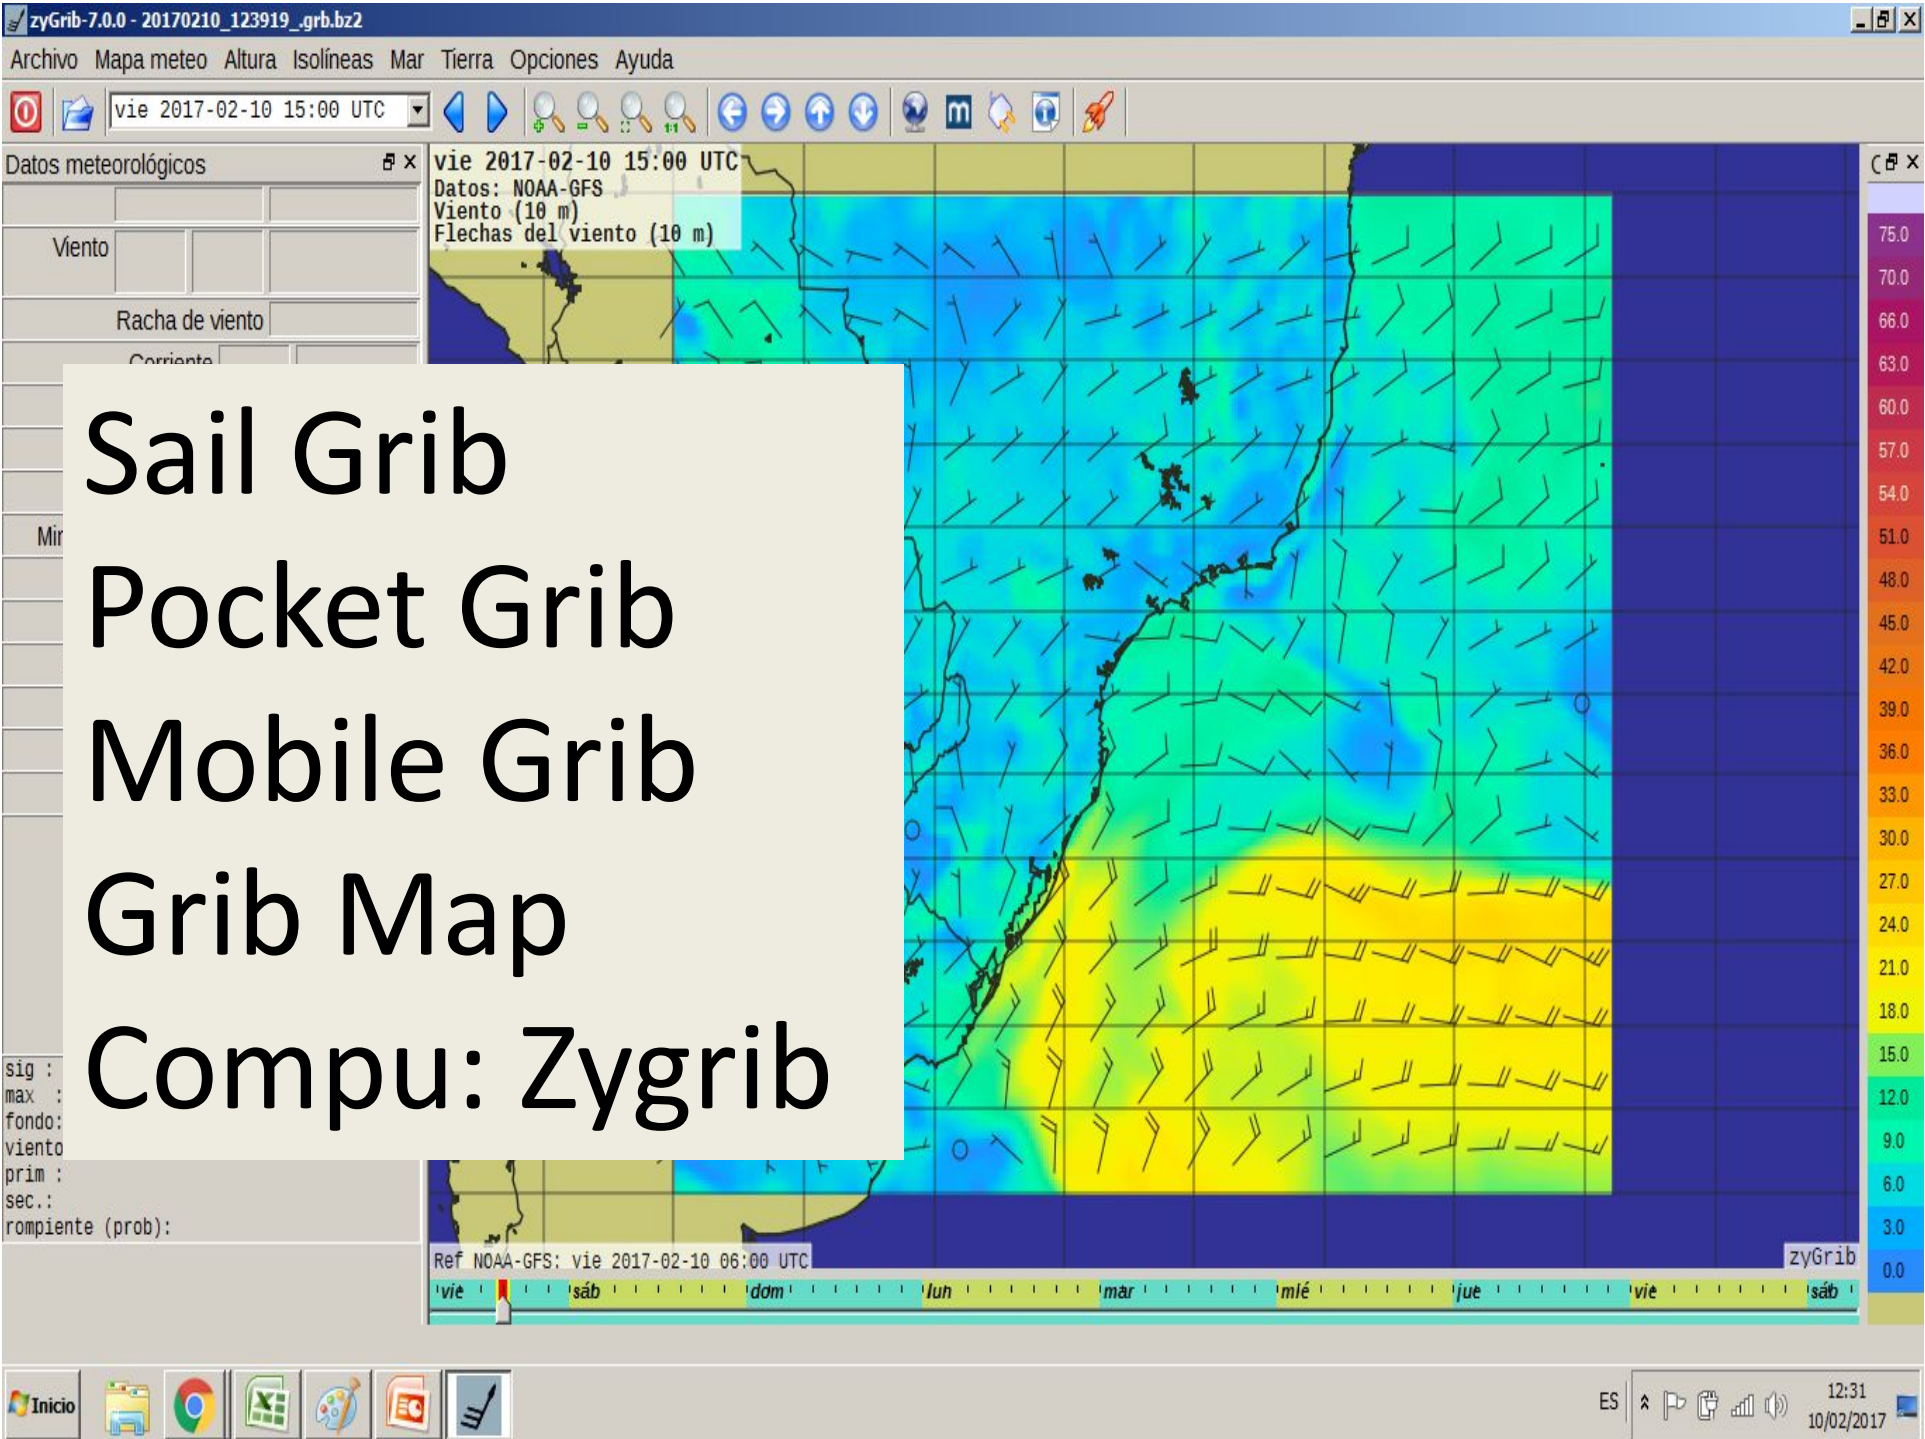 zyGrib-7.0.0 - 20170210_123919_.grb.bz2
Archivo Mapa meteo Altura Isolíneas Mar Tierra Opciones Ayuda
vie 2017-02-10 15:00 UTC
m
Datos meteorológicos
vie 2017-02-10 15:00 UTC
Datos: NOAA-GFS
Viento (10 m)
Flechas del viento (10 m)
Viento
Racha de viento
Corriente
Sail Grib
Pocket Grib
Mobile Grib
Grib Map
Compu: Zygrib
sig :
max :
fondo:
viento
prim :
sec.:
rompiente (prob):
75.0
70.0
66.0
63.0
60.0
57.0
54.0
51.0
48.0
45.0
42.0
39.0
36.0
33.0
30.0
27.0
24.0
21.0
18.0
15.0
12.0
9.0
6.0
3.0
0.0
Ref NOAA-GFS: vie 2017-02-10 06:00 UTC
zyGrib
vie sáb dom lun mar mié jue vie sáb
Inicio
ES
12:31
10/02/2017